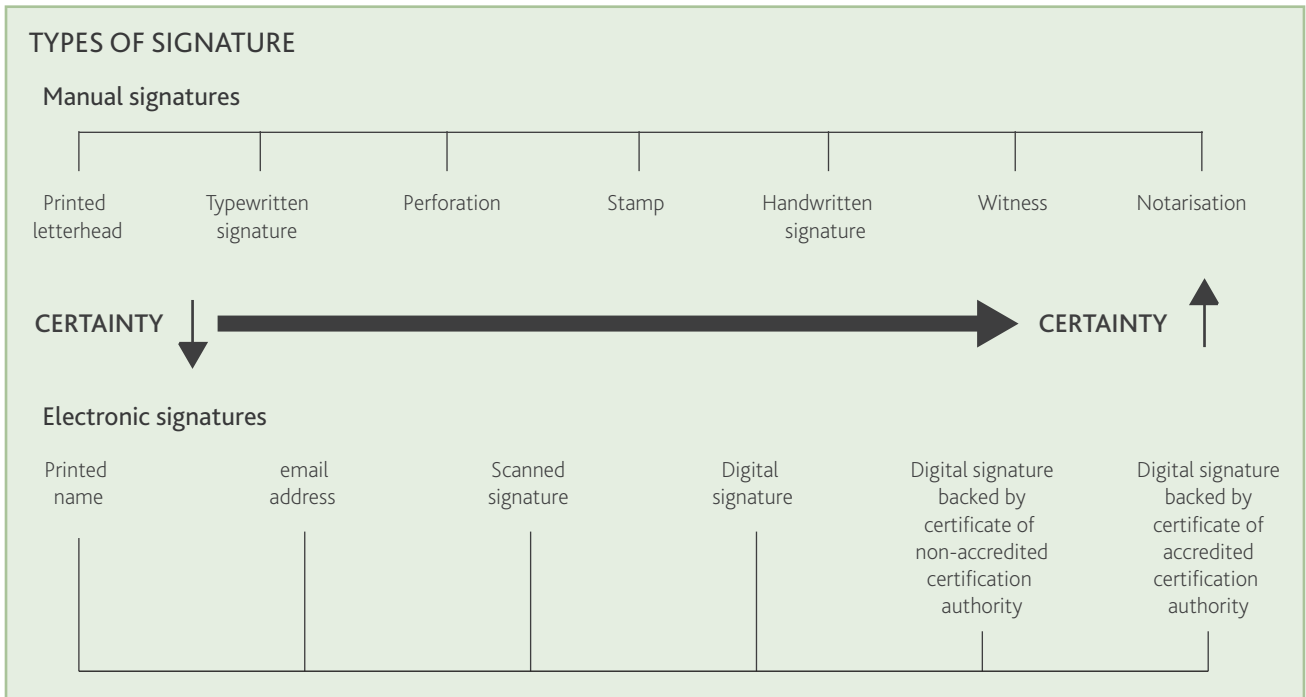 TYPES OF SIGNATURE
Manual signatures
Printed
letterhead
Typewritten
signature
Perforation
Stamp
Handwritten
signature
Witness
Notarisation
CERTAINTY
CERTAINTY
Electronic signatures
Printed
name
email
address
Scanned
signature
Digital
signature
Digital signature
backed by
certificate of
non-accredited
certification
authority
Digital signature
backed by
certificate of
accredited
certification
authority